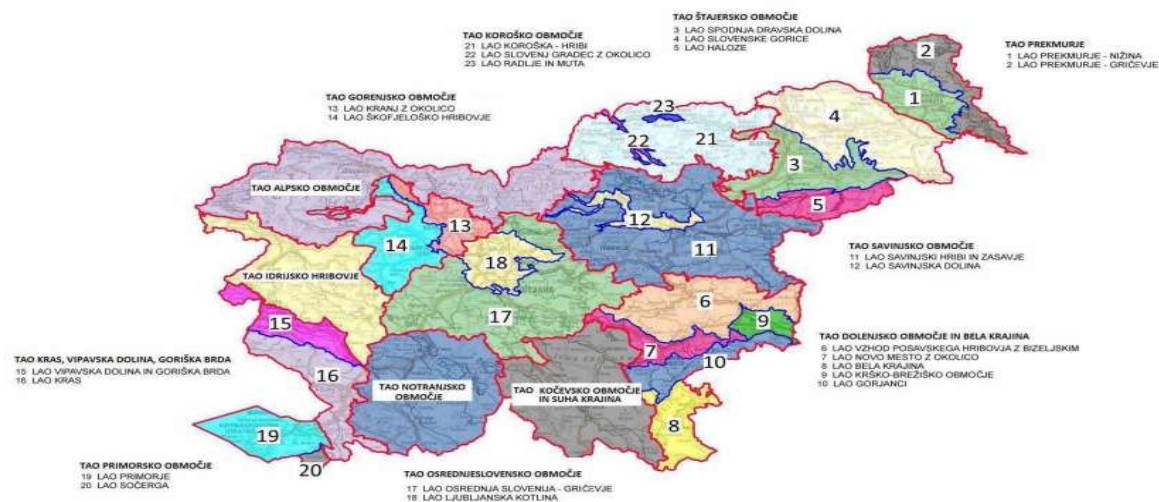 TAO ŠTAJERSKO OBMOČJE
3 LAO SPODNJA DRAVSKA DOLINA
4 LAO SLOVENSKE GORICE
5 LAO HALOZE
TAO KOROŠKO OBMOČJE
21 LAO KOROŠKA - HRIBI
22 LAO SLOVENJ GRADEC Z OKOLICO
23 LAO RADLJE IN MUTA
TAO PREKMURJE
1 LAO PREKMURJE - NIŽINA
2 LAO PREKMURJE - GRIČEVJE
TAO GORENJSKO OBMOČJE
13 LAO KRANJ Z OKOLICO
14 LAO ŠKOFJELOŠKO HRIBOVJE
2
1
23
4
22
21
3
TAO ALPSKO OBMOČJE
5
13
12
14
11
18
TAO SAVINJSKO OBMOČJE
11 LAO SAVINJSKI HRIBI IN ZASAVJE
12 LAO SAVINJSKA DOLINA
TAO IDRIJSKO HRIBOVJE
6
17
15
9
7
10
TAO DOLENJSKO OBMOČJE IN BELA KRAJINA
6 LAO VZHOD POSAVSKEGA HRIBOVJA Z BIZELJSKIM
7 LAO NOVO MESTO Z OKOLICO
8 LAO BELA KRAJINA
9 LAO KRŠKO-BREŽIŠKO OBMOČJE
10 LAO GORJANCI
TAO KRAS, VIPAVSKA DOLINA, GORIŠKA BRDA
15 LAO VIPAVSKA DOLINA IN GORIŠKA BRDA
16 LAO KRAS
16
TAO NOTRANJSKO
OBMOČJE
TAO KOČEVSKO OBMOČJE
IN SUHA KRAJINA
8
19
20
TAO PRIMORSKO OBMOČJE
19 LAO PRIMORJE
20 LAO SOČERGA
TAO OSREDNJESLOVENSKO OBMOČJE
17 LAO OSREDNJA SLOVENIJA - GRIČEVJE
18 LAO LJUBLJANSKA KOTLINA